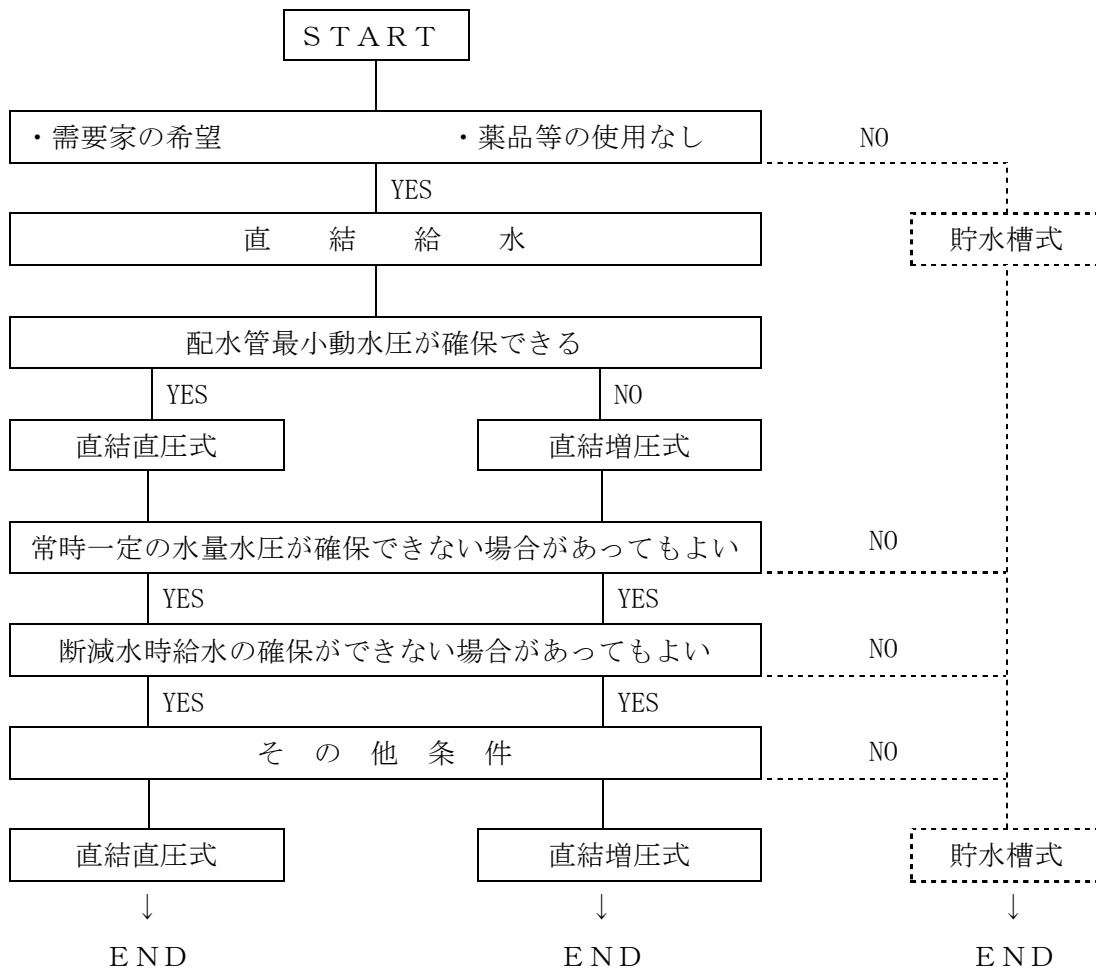 ＳＴＡＲＴ
・需要家の希望　・薬品等の使用なし
NO
YES
直　結　給　水
貯水槽式
配水管最小動水圧が確保できる
YES　NO
直結直圧式　直結増圧式
常時一定の水量水圧が確保できない場合があってもよい
NO
YES　YES
断減水時給水の確保ができない場合があってもよい
NO
YES　YES
そ　の　他　条　件
NO
直結直圧式　直結増圧式　貯水槽式
↓　↓　↓
ＥＮＤ　ＥＮＤ　ＥＮＤ